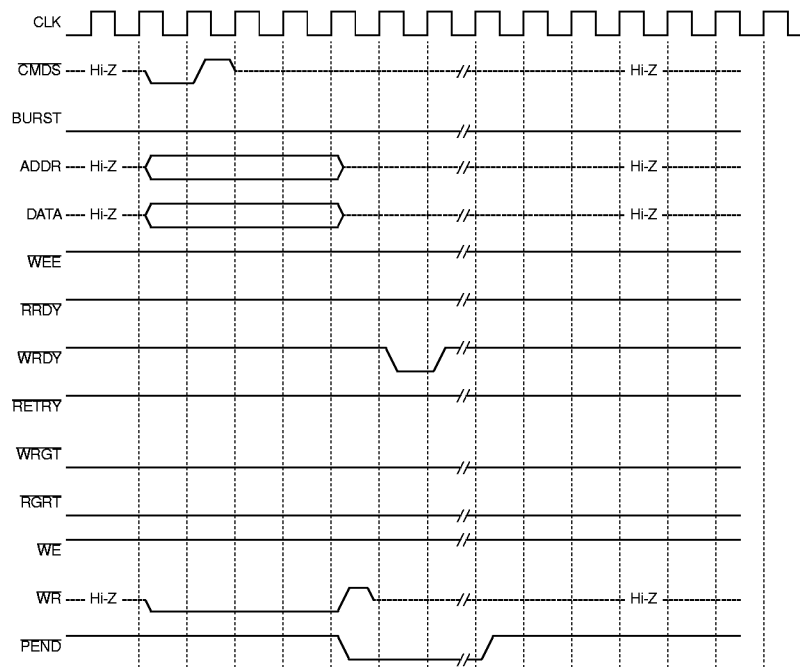 CLK
CMDS Hi-Z Hi-Z
BURST
ADDR Hi-Z Hi-Z
DATA Hi-Z Hi-Z
WEE
RRDY
WRDY
RETRY
WRGT
RGRT
WE
WR Hi-Z Hi-Z
PEND